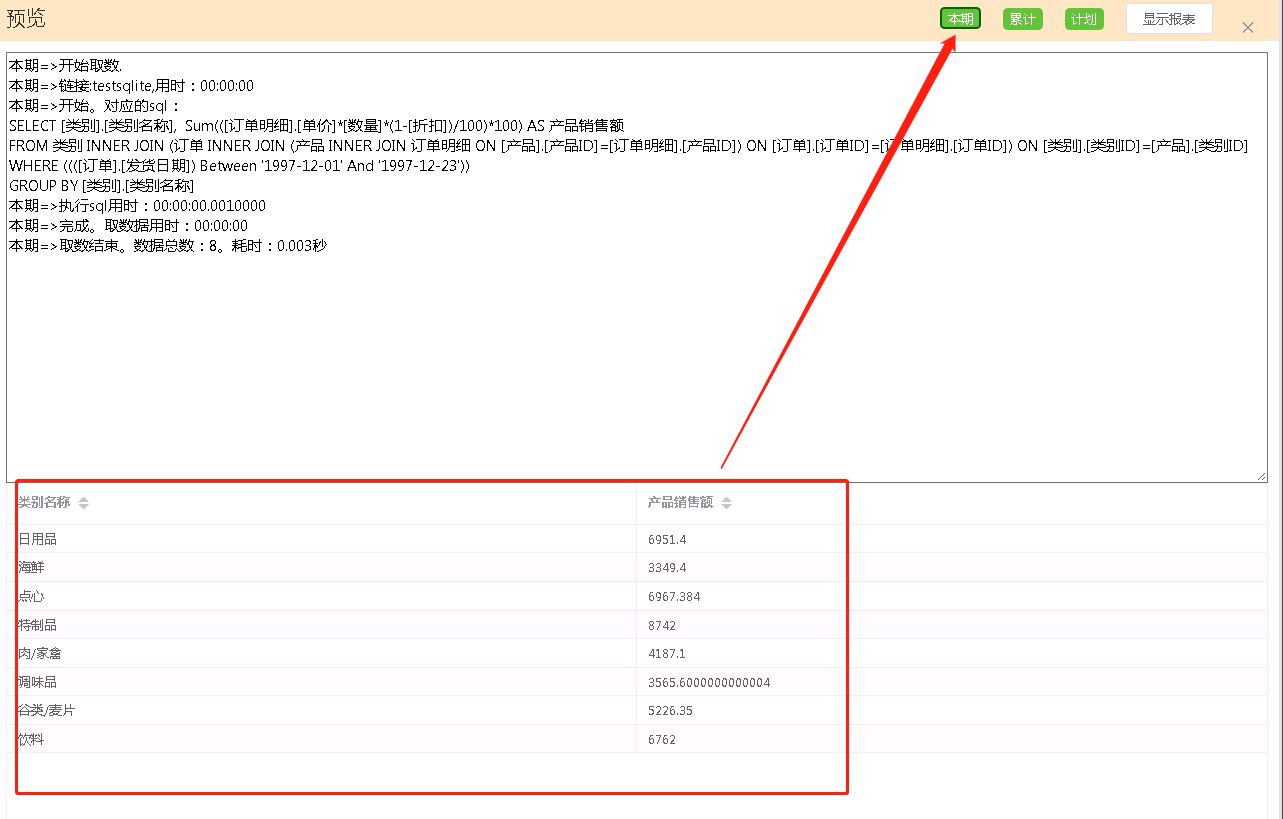 预览
本期 累计 计划 显示报表
本期=>开始取数.
本期=>链接:testsqlite,用时：00:00:00
本期=>开始。对应的sql：
SELECT [类别].[类别名称],  Sum(([订单明细].[单价]*[数量]*(1-[折扣])/100)*100) AS 产品销售额
FROM 类别 INNER JOIN (订单 INNER JOIN (产品 INNER JOIN 订单明细 ON [产品].[产品ID]=[订单明细].[产品ID]) ON [订单].[订单ID]=[订单明细].[订单ID]) ON [类别].[类别ID]=[产品].[类别ID]
WHERE ((([订单].[发货日期]) Between '1997-12-01' And '1997-12-23'))
GROUP BY [类别].[类别名称]
本期=>执行sql用时：00:00:00.0010000
本期=>完成。取数据用时：00:00:00
本期=>取数结束。数据总数：8。耗时：0.003秒
类别名称 产品销售额
日用品 6951.4
海鲜 3349.4
点心 6967.384
特制品 8742
肉/家禽 4187.1
调味品 3565.6000000000004
谷类/麦片 5226.35
饮料 6762